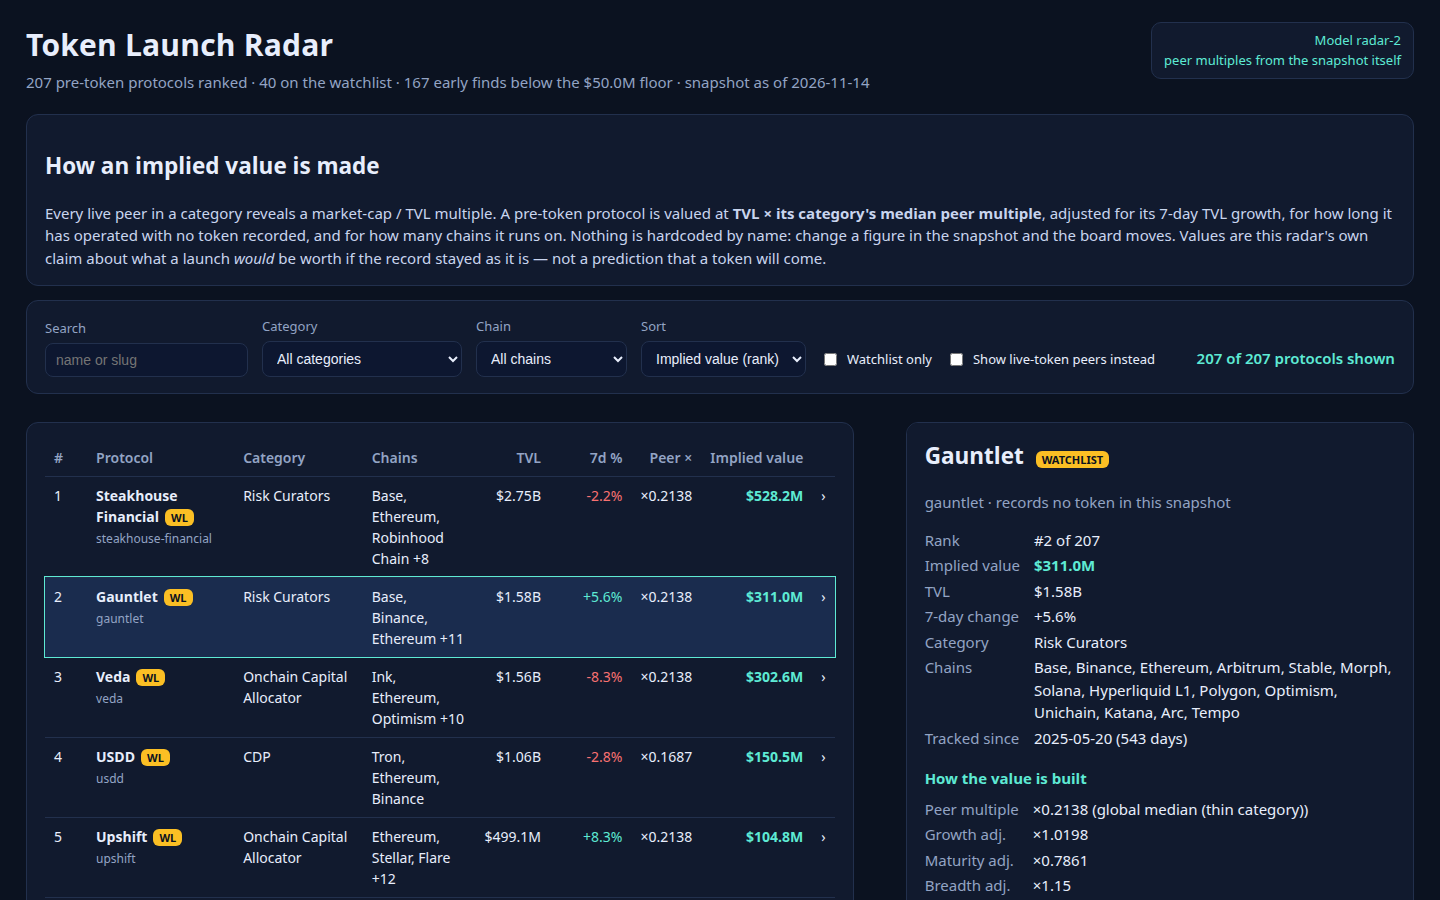 Token Launch Radar
207 pre-token protocols ranked · 40 on the watchlist · 167 early finds below the $50.0M floor · snapshot as of 2026-11-14
Model radar-2
peer multiples from the snapshot itself
How an implied value is made
Every live peer in a category reveals a market-cap / TVL multiple. A pre-token protocol is valued at TVL × its category's median peer multiple, adjusted for its 7-day TVL growth, for how long it
has operated with no token recorded, and for how many chains it runs on. Nothing is hardcoded by name: change a figure in the snapshot and the board moves. Values are this radar's own
claim about what a launch would be worth if the record stayed as it is — not a prediction that a token will come.
Search
Category
Chain
Sort
name or slug
All categories
All chains
Implied value (rank)
Watchlist only
Show live-token peers instead
207 of 207 protocols shown
# Protocol Category Chains TVL 7d % Peer × Implied value
1 Steakhouse Risk Curators Base, $2.75B -2.2% ×0.2138 $528.2M ›
Financial WL Ethereum,
steakhouse-financial Robinhood
Chain +8
2 Gauntlet WL Risk Curators Base, $1.58B +5.6% ×0.2138 $311.0M ›
gauntlet Binance,
Ethereum +11
3 Veda WL Onchain Capital Ink, $1.56B -8.3% ×0.2138 $302.6M ›
veda Allocator Ethereum,
Optimism +10
4 USDD WL CDP Tron, $1.06B -2.8% ×0.1687 $150.5M ›
usdd Ethereum,
Binance
5 Upshift WL Onchain Capital Ethereum, $499.1M +8.3% ×0.2138 $104.8M ›
upshift Allocator Stellar, Flare
+12
Gauntlet WATCHLIST
gauntlet · records no token in this snapshot
Rank #2 of 207
Implied value $311.0M
TVL $1.58B
7-day change +5.6%
Category Risk Curators
Chains Base, Binance, Ethereum, Arbitrum, Stable, Morph,
Solana, Hyperliquid L1, Polygon, Optimism,
Unichain, Katana, Arc, Tempo
Tracked since 2025-05-20 (543 days)
How the value is built
Peer multiple ×0.2138 (global median (thin category))
Growth adj. ×1.0198
Maturity adj. ×0.7861
Breadth adj. ×1.15